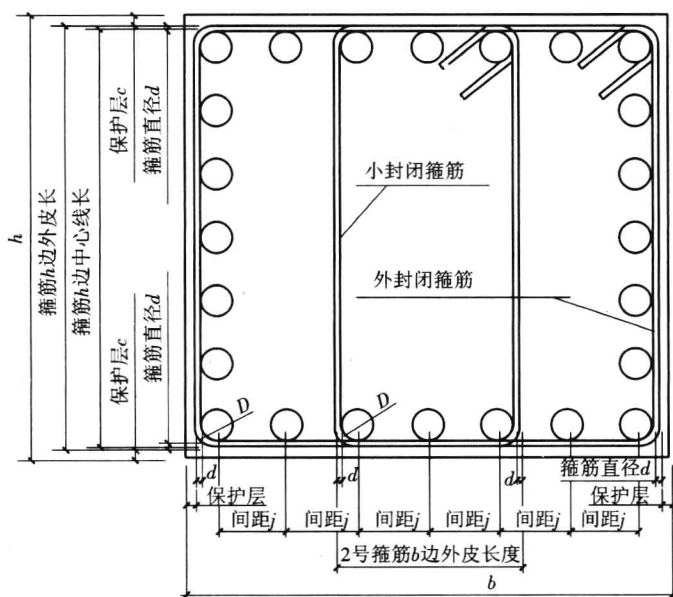 h
箍筋h边外皮长
箍筋h边中心线长
保护层c
保护层c
箍筋直径d
箍筋直径d
小封闭箍筋
外封闭箍筋
D
D
d
d
d
箍筋直径d
保护层
保护层
间距j
间距j
间距j
间距j
间距j
间距j
2号箍筋b边外皮长度
b